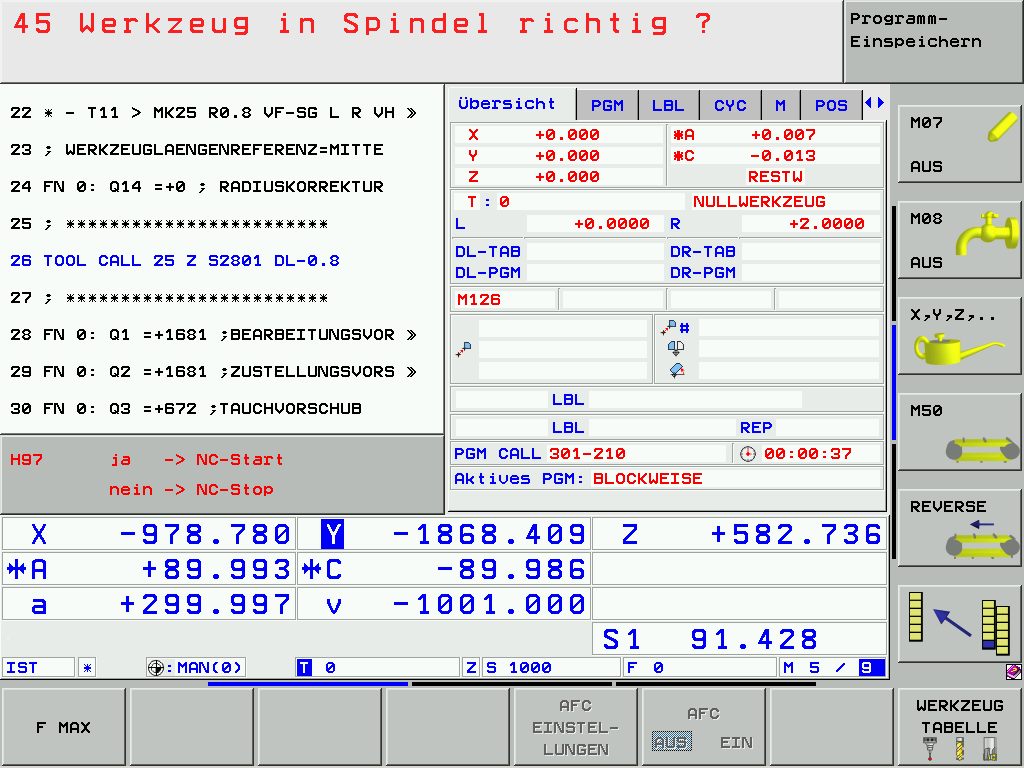 45 Werkzeug in Spindel richtig ?
Programm-
Einspeichern
22 * - T11 > MK25 R0.8 VF-SG L R VH »
23 ; WERKZEUGLAENGENREFERENZ=MITTE
24 FN 0: Q14 =+0 ; RADIUSKORREKTUR
25 ; ************************
26 TOOL CALL 25 Z S2801 DL-0.8
27 ; ************************
28 FN 0: Q1 =+1681 ;BEARBEITUNGSVOR »
29 FN 0: Q2 =+1681 ;ZUSTELLUNGSVORS »
30 FN 0: Q3 =+672 ;TAUCHVORSCHUB
H97 ja -> NC-Start
nein -> NC-Stop
Übersicht PGM LBL CYC M POS
X +0.000 *A +0.007
Y +0.000 *C -0.013
Z +0.000 RESTW
T : 0 NULLWERKZEUG
L +0.0000 R +2.0000
DL-TAB DR-TAB
DL-PGM DR-PGM
M126
#
LBL
LBL REP
PGM CALL 301-210 00:00:37
Aktives PGM: BLOCKWEISE
X -978.780 Y -1868.409 Z +582.736
*A +89.993 *C -89.986
a +299.997 v -1001.000
S1 91.428
IST * :MAN(0) T 0 Z S 1000 F 0 M 5 / 9
M07
AUS
M08
AUS
X,Y,Z,..
M50
REVERSE
F MAX
AFC
EINSTEL-
LUNGEN
AFC
AUS EIN
WERKZEUG
TABELLE